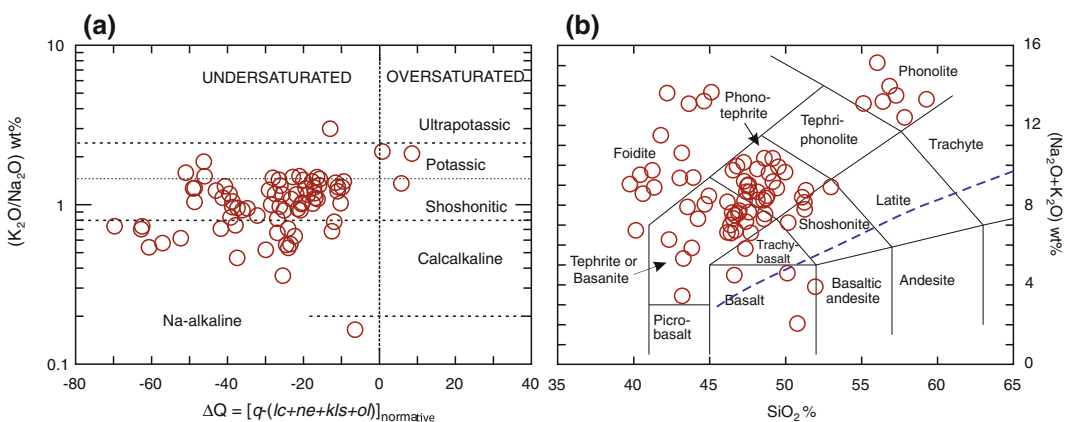 (a)
10
1
0.1
(K2O/Na2O) wt%
UNDERSATURATED
OVERSATURATED
Ultrapotassic
Potassic
Shoshonitic
Calcalkaline
Na-alkaline
-80 -60 -40 -20 0 20 40
ΔQ = [q-(lc+ne+kls+ol)]normative
(b)
16
12
8
4
0
(Na2O+K2O) wt%
Phonolite
Phono-
tephrite
Tephri-
phonolite
Trachyte
Foidite
Latite
Shoshonite
Trachy-
basalt
Tephrite or
Basanite
Basalt
Basaltic
andesite
Andesite
Picro-
basalt
35 40 45 50 55 60 65
SiO2 %